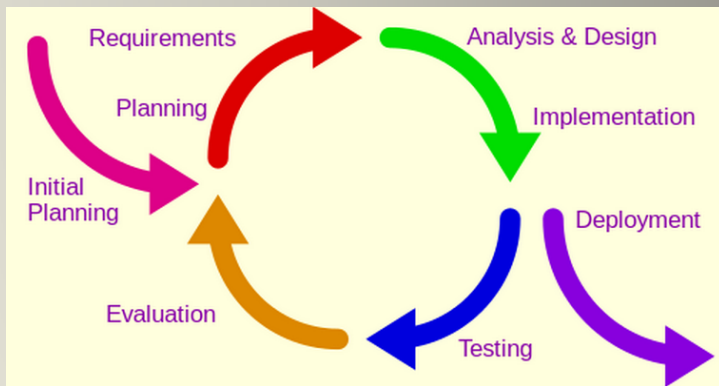 Requirements
Analysis & Design
Planning
Implementation
Initial
Planning
Deployment
Evaluation
Testing